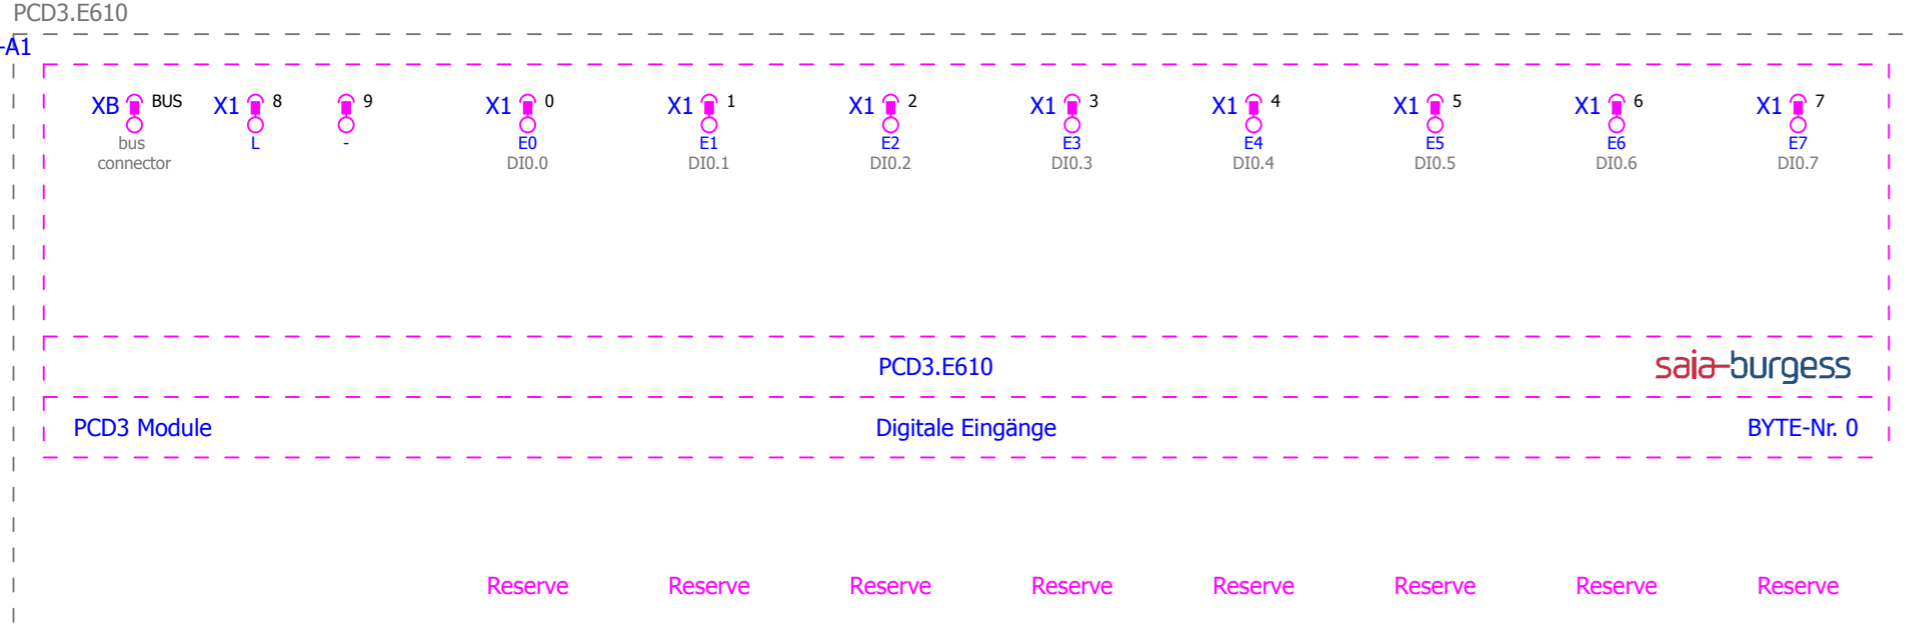 PCD3.E610
-A1
XB BUS X1 8 9 X1 0 X1 1 X1 2 X1 3 X1 4 X1 5 X1 6 X1 7
bus L - E0 E1 E2 E3 E4 E5 E6 E7
connector DI0.0 DI0.1 DI0.2 DI0.3 DI0.4 DI0.5 DI0.6 DI0.7
PCD3.E610 saia-burgess
PCD3 Module Digitale Eingänge BYTE-Nr. 0
Reserve Reserve Reserve Reserve Reserve Reserve Reserve Reserve